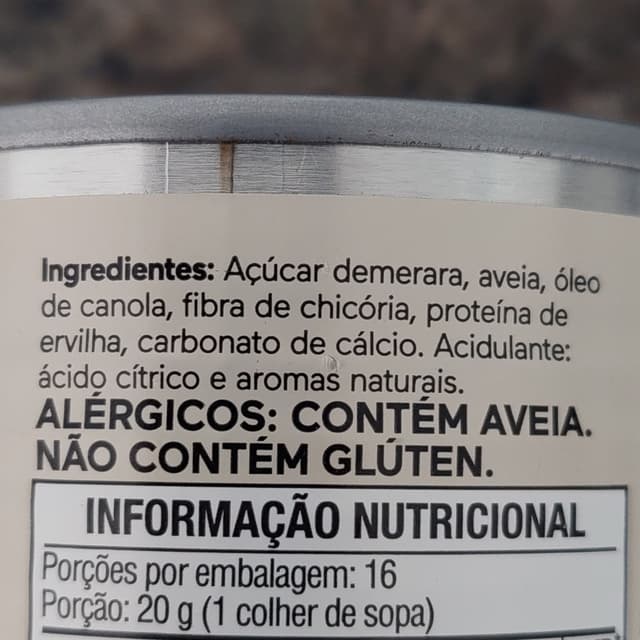 Ingredientes: Açúcar demerara, aveia, óleo
de canola, fibra de chicória, proteína de
ervilha, carbonato de cálcio. Acidulante:
ácido cítrico e aromas naturais.
ALÉRGICOS: CONTÉM AVEIA.
NÃO CONTÉM GLÚTEN.
INFORMAÇÃO NUTRICIONAL
Porções por embalagem: 16
Porção: 20 g (1 colher de sopa)